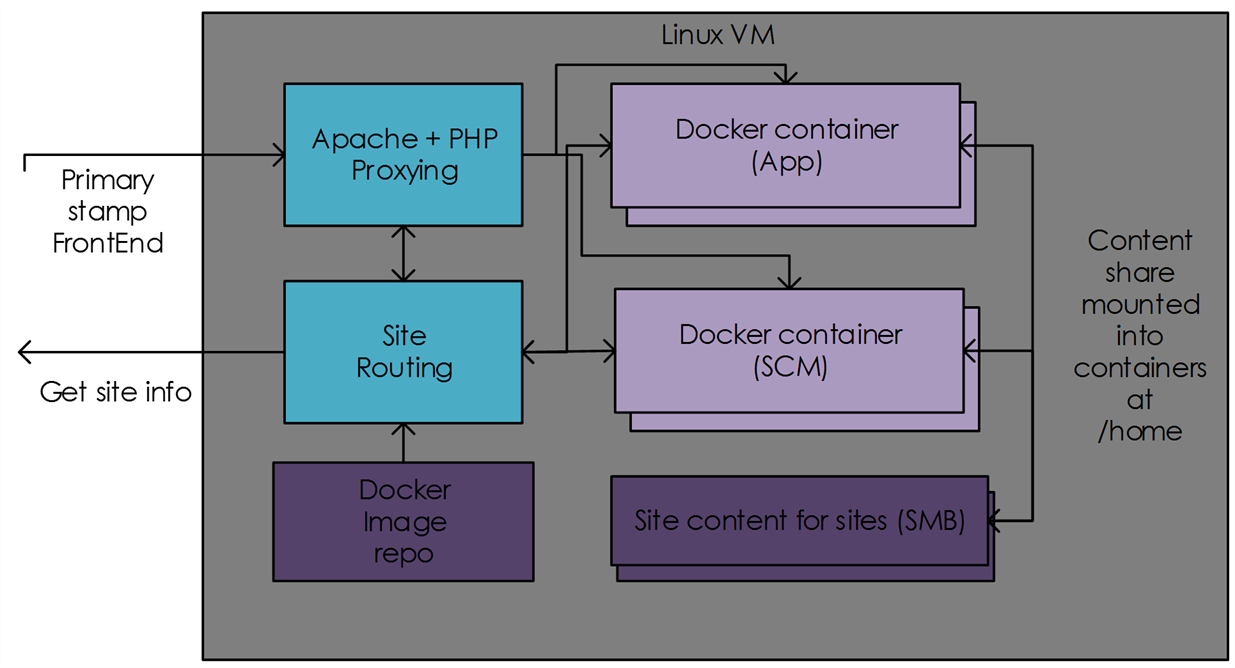 Linux VM
Apache + PHP
Proxying
Docker container
(App)
Primary
stamp
FrontEnd
Content
share
mounted
into
containers
at
/home
Site
Routing
Docker container
(SCM)
Get site info
Docker
Image
repo
Site content for sites (SMB)